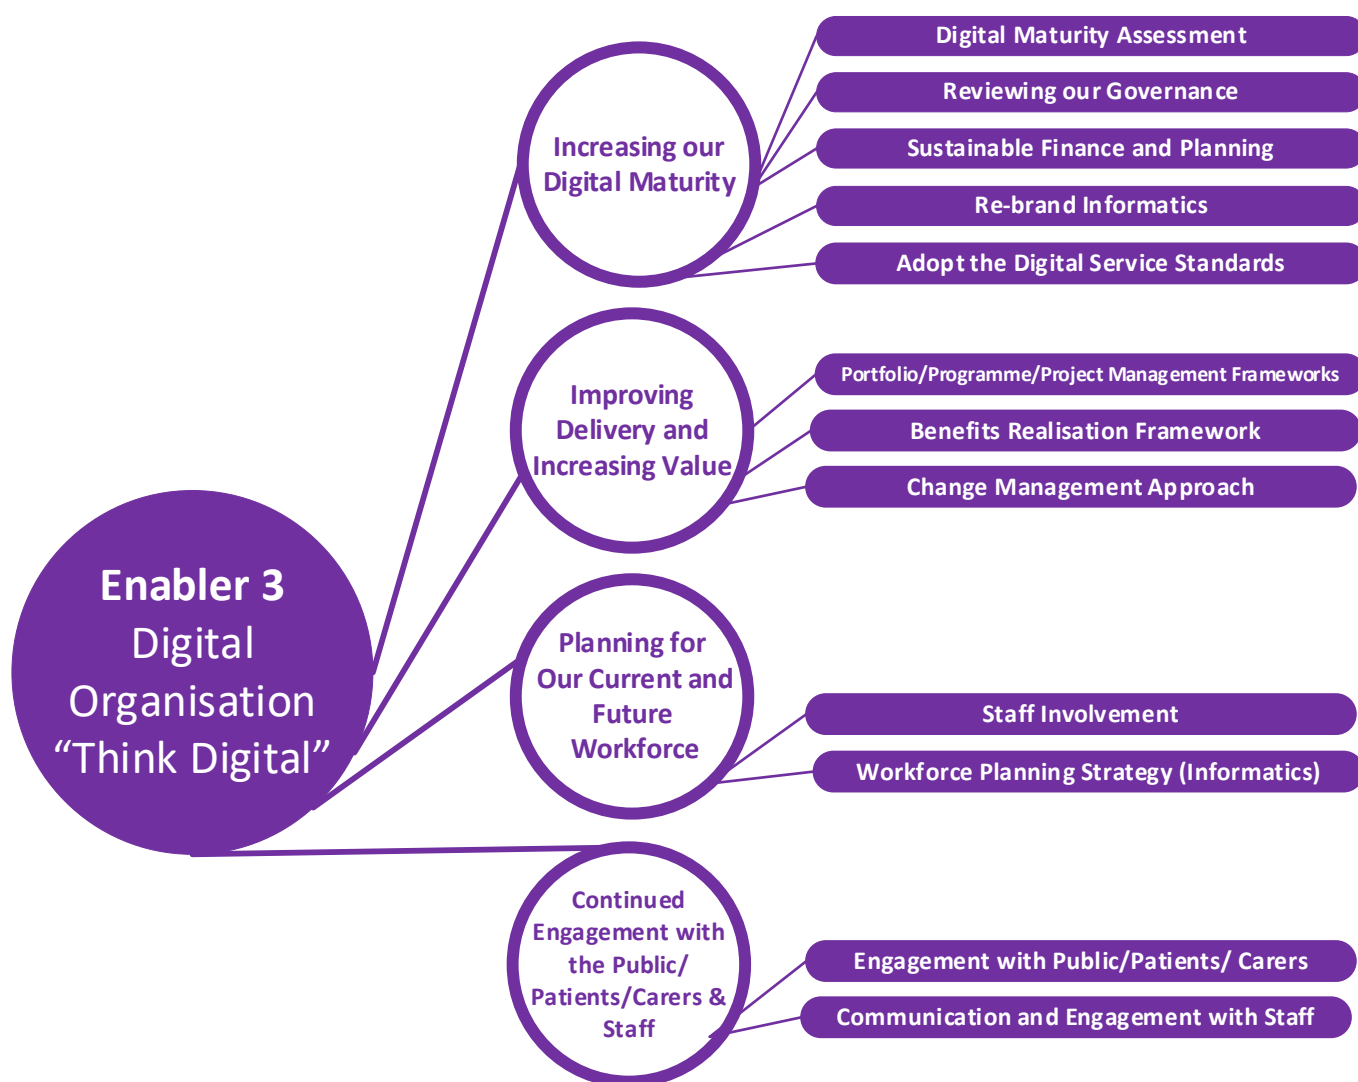 Enabler 3
Digital
Organisation
“Think Digital”
Increasing our
Digital Maturity
Digital Maturity Assessment
Reviewing our Governance
Sustainable Finance and Planning
Re-brand Informatics
Adopt the Digital Service Standards
Improving
Delivery and
Increasing Value
Portfolio/Programme/Project Management Frameworks
Benefits Realisation Framework
Change Management Approach
Planning for
Our Current and
Future
Workforce
Staff Involvement
Workforce Planning Strategy (Informatics)
Continued
Engagement with
the Public/
Patients/Carers &
Staff
Engagement with Public/Patients/ Carers
Communication and Engagement with Staff